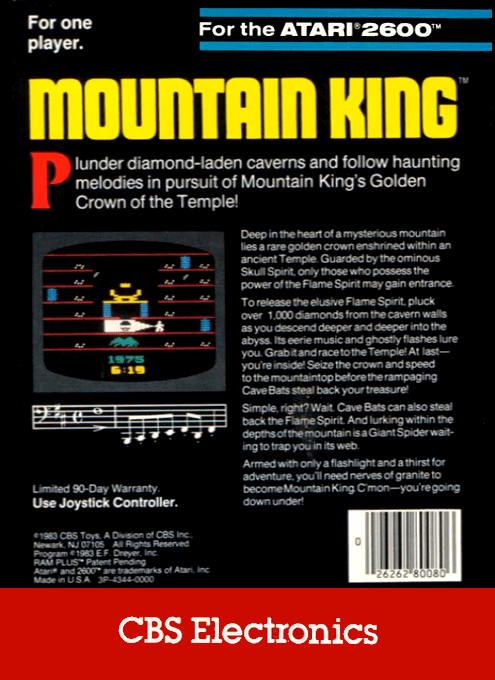 For one
player.
For the ATARI® 2600™
MOUNTAIN KING™
Plunder diamond-laden caverns and follow haunting
melodies in pursuit of Mountain King's Golden
Crown of the Temple!
Deep in the heart of a mysterious mountain
lies a rare golden crown enshrined within an
ancient Temple. Guarded by the ominous
Skull Spirit, only those who possess the
power of the Flame Spirit may gain entrance.
To release the elusive Flame Spirit, pluck
over 1,000 diamonds from the cavern walls
as you descend deeper and deeper into the
abyss. Its eerie music and ghostly flashes lure
you. Grab it and race to the Temple! At last—
you're inside! Seize the crown and speed
to the mountaintop before the rampaging
Cave Bats steal back your treasure!
1975
6:19
Simple, right? Wait. Cave Bats can also steal
back the Flame Spirit. And lurking within the
depths of the mountain is a Giant Spider wait-
ing to trap you in its web.
Armed with only a flashlight and a thirst for
adventure, you'll need nerves of granite to
become Mountain King. C'mon—you're going
down under!
Limited 90-Day Warranty.
Use Joystick Controller.
©1983 CBS Toys, A Division of CBS Inc.,
Newark, NJ 07105 All Rights Reserved
Program ©1983 E.F. Dreyer, Inc.
RAM PLUS™ Patent Pending
Atari® and 2600™ are trademarks of Atari, Inc.
Made in U.S.A. 3P-4344-0000
0
26262 80080
CBS Electronics